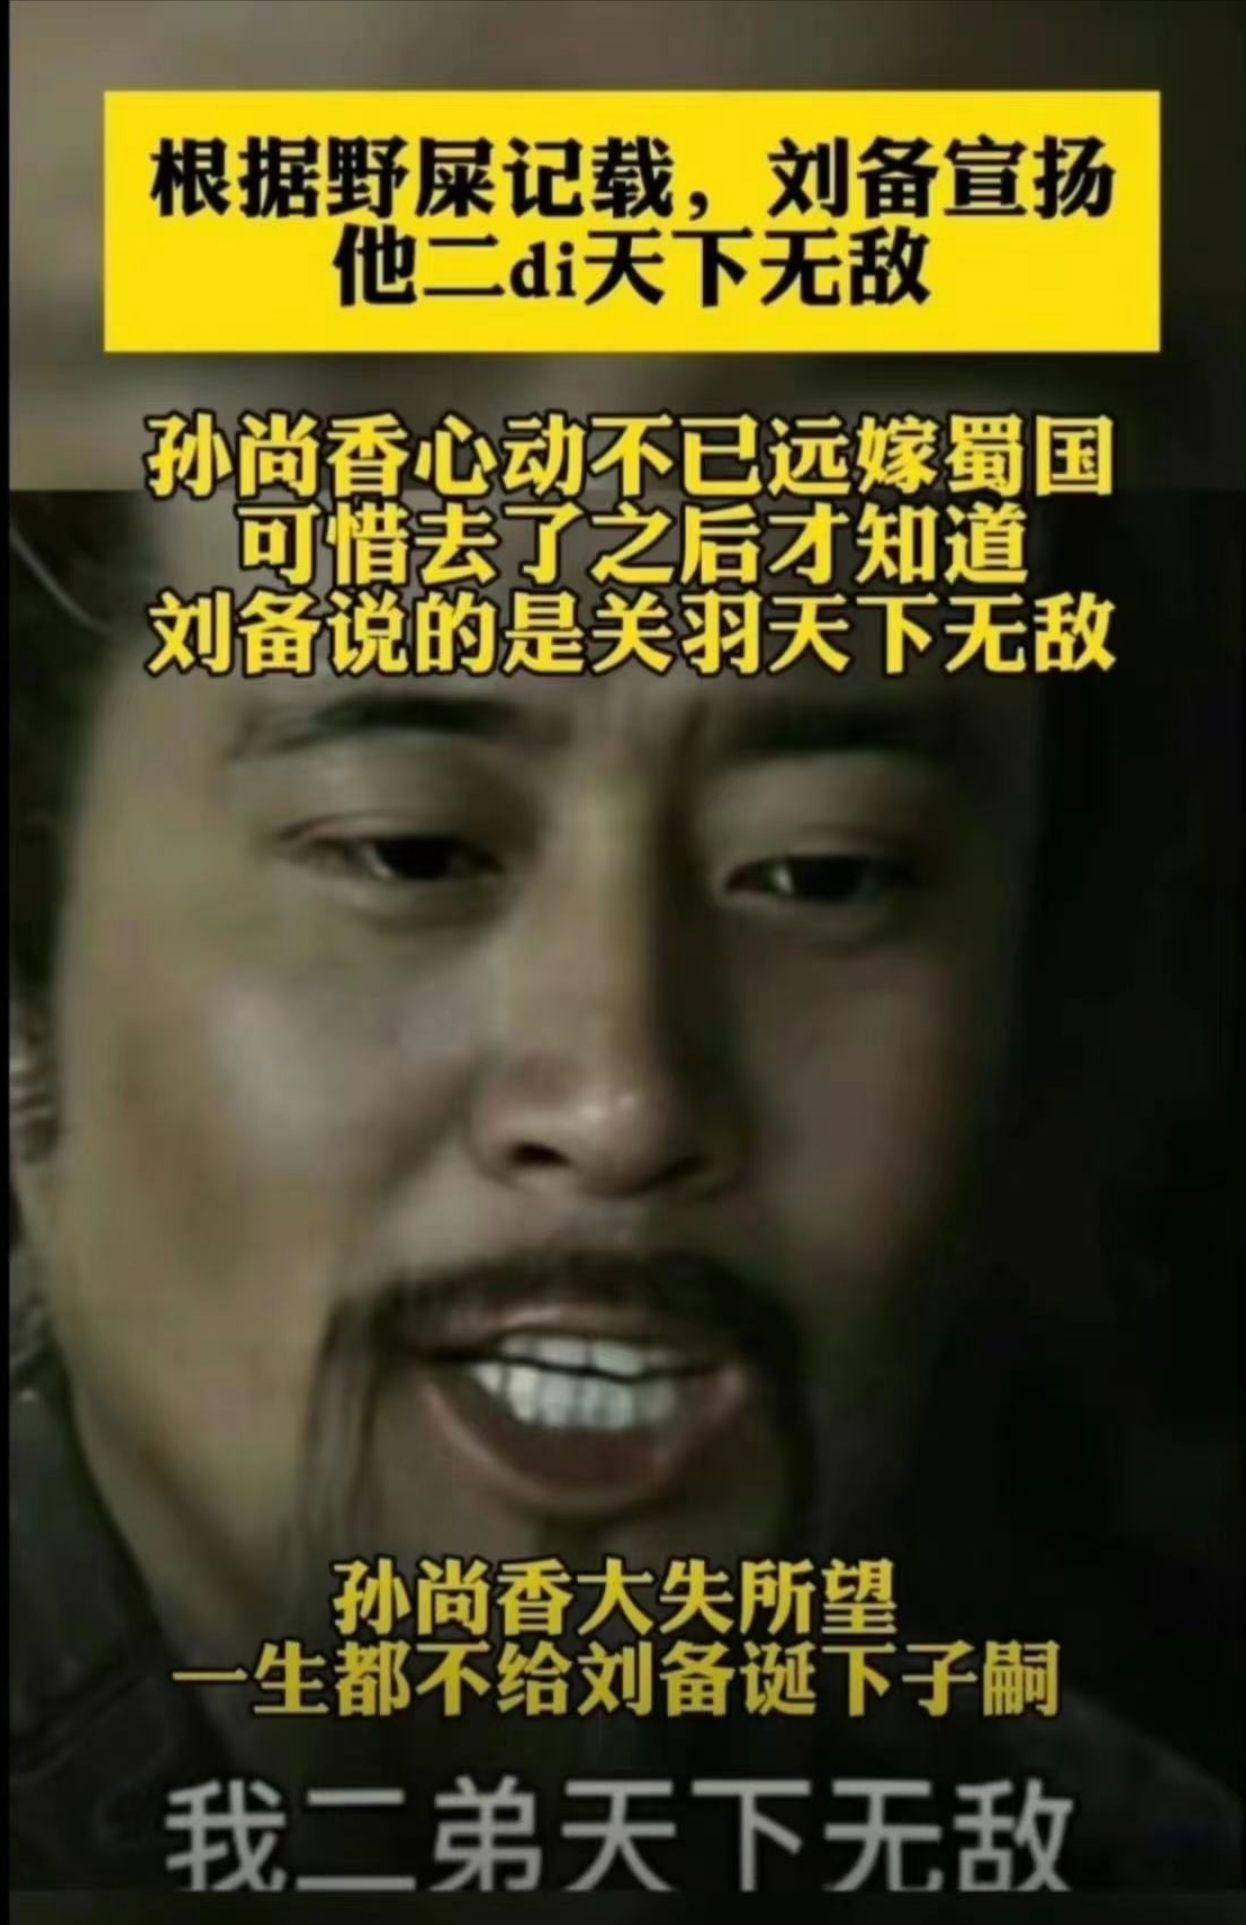 根据野屎记载，刘备宣扬
他二di天下无敌
孙尚香心动不已远嫁蜀国
可惜去了之后才知道
刘备说的是关羽天下无敌
孙尚香大失所望
一生都不给刘备诞下子嗣
我二弟天下无敌